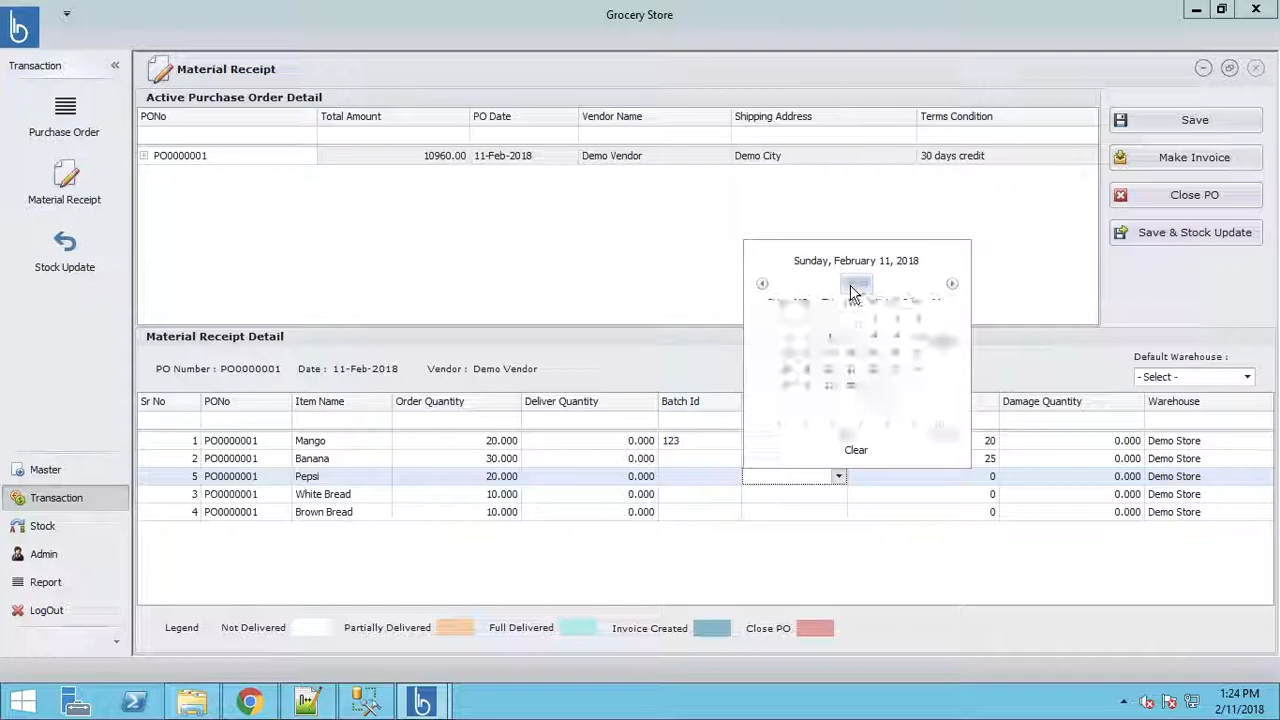 Grocery Store
Transaction
Purchase Order
Material Receipt
Stock Update
Master
Transaction
Stock
Admin
Report
LogOut
Material Receipt
Active Purchase Order Detail
PONo Total Amount PO Date Vendor Name Shipping Address Terms Condition
PO0000001 10960.00 11-Feb-2018 Demo Vendor Demo City 30 days credit
Save
Make Invoice
Close PO
Save & Stock Update
Sunday, February 11, 2018
Clear
Material Receipt Detail
PO Number : PO0000001 Date : 11-Feb-2018 Vendor : Demo Vendor
Default Warehouse :
- Select -
Sr No PONo Item Name Order Quantity Deliver Quantity Batch Id Damage Quantity Warehouse
1 PO0000001 Mango 20.000 0.000 123 20 0.000 Demo Store
2 PO0000001 Banana 30.000 0.000 25 0.000 Demo Store
5 PO0000001 Pepsi 20.000 0.000 0 0.000 Demo Store
3 PO0000001 White Bread 10.000 0.000 0 0.000 Demo Store
4 PO0000001 Brown Bread 10.000 0.000 0 0.000 Demo Store
Legend Not Delivered Partially Delivered Full Delivered Invoice Created Close PO
1:24 PM
2/11/2018